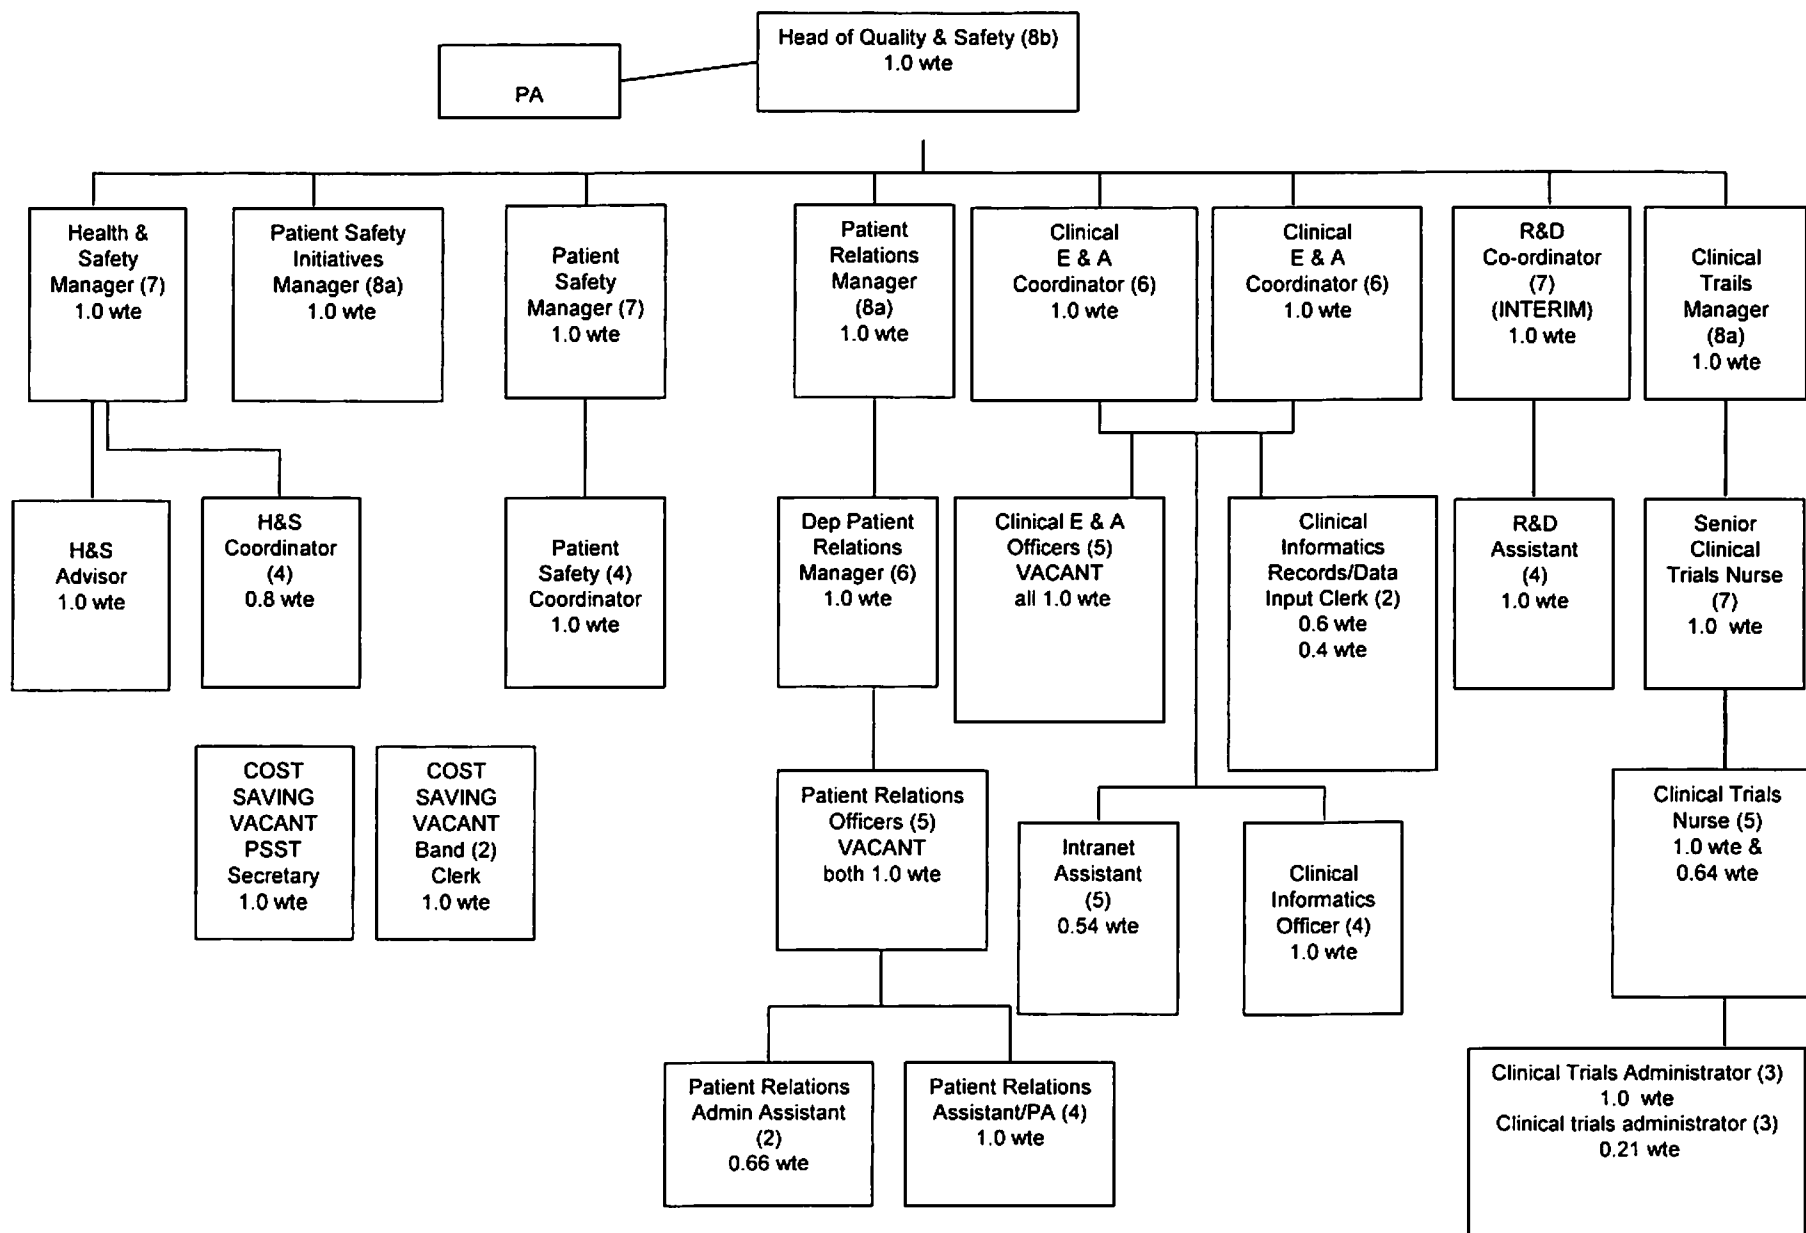 Head of Quality & Safety (8b)
1.0 wte
PA
Health &
Safety
Manager (7)
1.0 wte
Patient Safety
Initiatives
Manager (8a)
1.0 wte
Patient
Safety
Manager (7)
1.0 wte
Patient
Relations
Manager
(8a)
1.0 wte
Clinical
E & A
Coordinator (6)
1.0 wte
Clinical
E & A
Coordinator (6)
1.0 wte
R&D
Co-ordinator
(7)
(INTERIM)
1.0 wte
Clinical
Trails
Manager
(8a)
1.0 wte
H&S
Advisor
1.0 wte
H&S
Coordinator
(4)
0.8 wte
Patient
Safety (4)
Coordinator
1.0 wte
Dep Patient
Relations
Manager (6)
1.0 wte
Clinical E & A
Officers (5)
VACANT
all 1.0 wte
Clinical
Informatics
Records/Data
Input Clerk (2)
0.6 wte
0.4 wte
R&D
Assistant
(4)
1.0 wte
Senior
Clinical
Trials Nurse
(7)
1.0 wte
COST
SAVING
VACANT
PSST
Secretary
1.0 wte
COST
SAVING
VACANT
Band (2)
Clerk
1.0 wte
Patient Relations
Officers (5)
VACANT
both 1.0 wte
Intranet
Assistant
(5)
0.54 wte
Clinical
Informatics
Officer (4)
1.0 wte
Clinical Trials
Nurse (5)
1.0 wte &
0.64 wte
Patient Relations
Admin Assistant
(2)
0.66 wte
Patient Relations
Assistant/PA (4)
1.0 wte
Clinical Trials Administrator (3)
1.0 wte
Clinical trials administrator (3)
0.21 wte